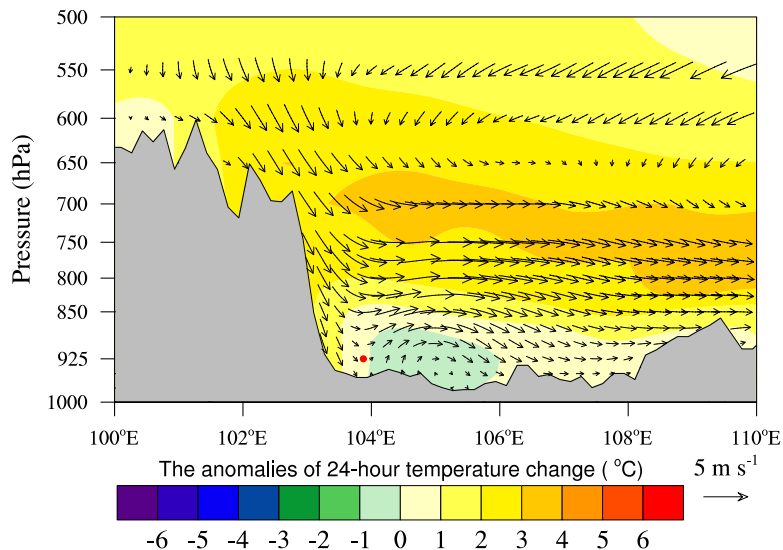 500
550
600
650
700
750
800
850
925
1000
Pressure (hPa)
100°E 102°E 104°E 106°E 108°E 110°E
The anomalies of 24-hour temperature change ( °C)
5 m s⁻¹
-6 -5 -4 -3 -2 -1 0 1 2 3 4 5 6